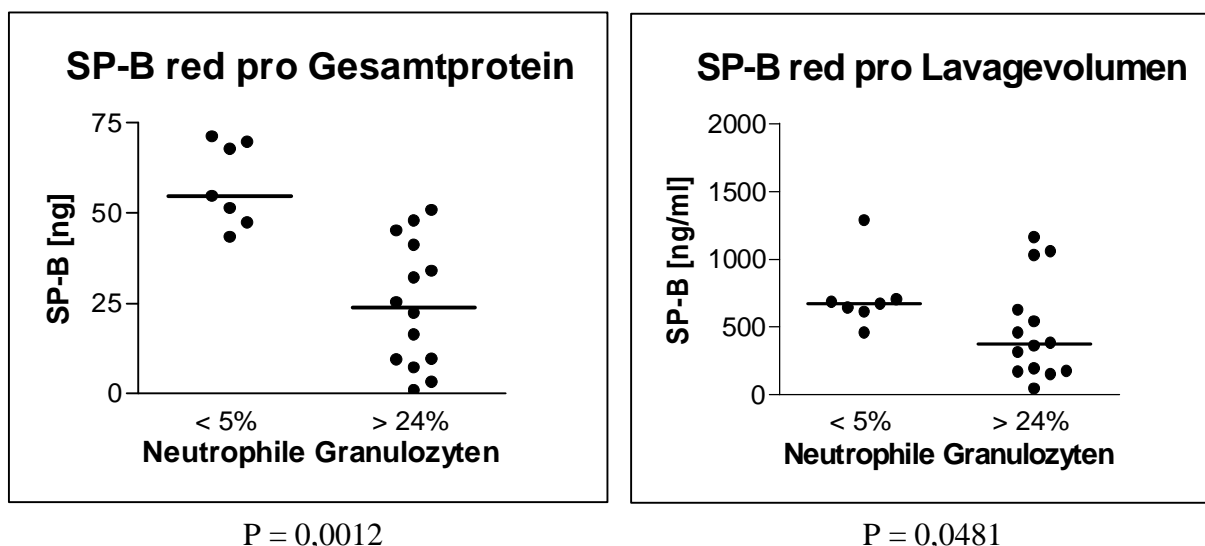 SP-B red pro Gesamtprotein
75
50
25
0
SP-B [ng]
< 5%
> 24%
Neutrophile Granulozyten
P = 0,0012
SP-B red pro Lavagevolumen
2000
1500
1000
500
0
SP-B [ng/ml]
< 5%
> 24%
Neutrophile Granulozyten
P = 0,0481